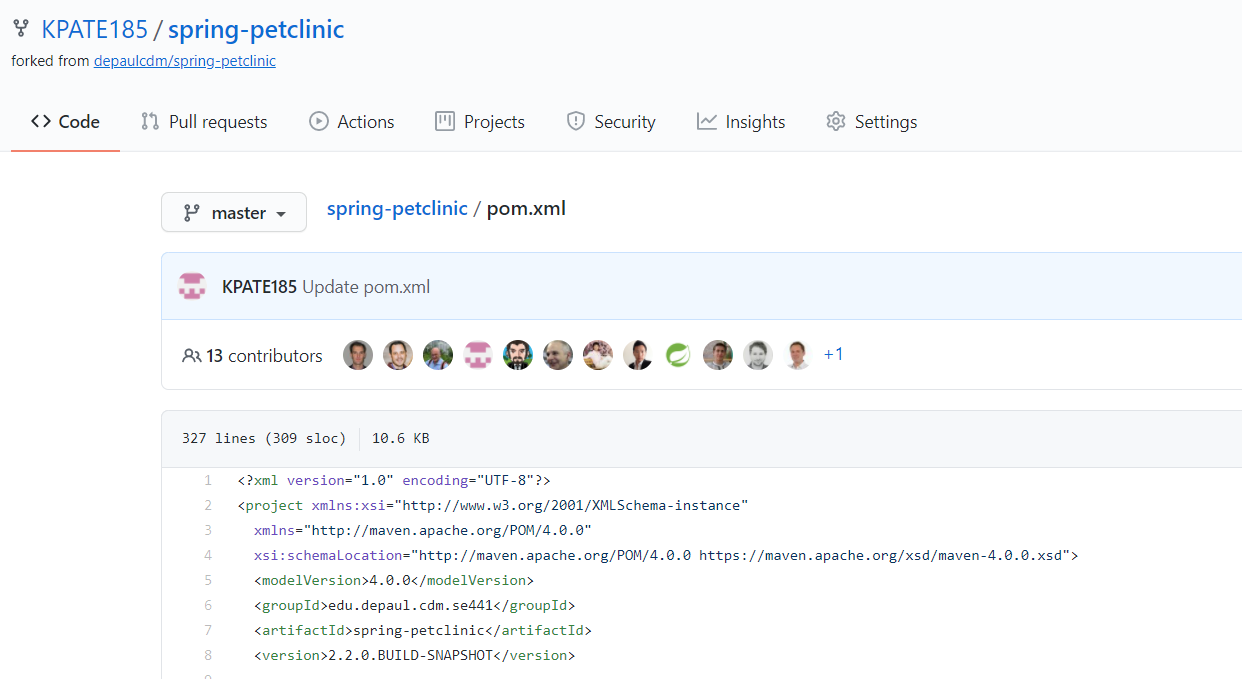 KPATE185 / spring-petclinic
forked from depaulcdm/spring-petclinic
Code Pull requests Actions Projects Security Insights Settings
master spring-petclinic / pom.xml
KPATE185 Update pom.xml
13 contributors +1
327 lines (309 sloc) 10.6 KB
1 <?xml version="1.0" encoding="UTF-8"?>
2 <project xmlns:xsi="http://www.w3.org/2001/XMLSchema-instance"
3 xmlns="http://maven.apache.org/POM/4.0.0"
4 xsi:schemaLocation="http://maven.apache.org/POM/4.0.0 https://maven.apache.org/xsd/maven-4.0.0.xsd">
5 <modelVersion>4.0.0</modelVersion>
6 <groupId>edu.depaul.cdm.se441</groupId>
7 <artifactId>spring-petclinic</artifactId>
8 <version>2.2.0.BUILD-SNAPSHOT</version>